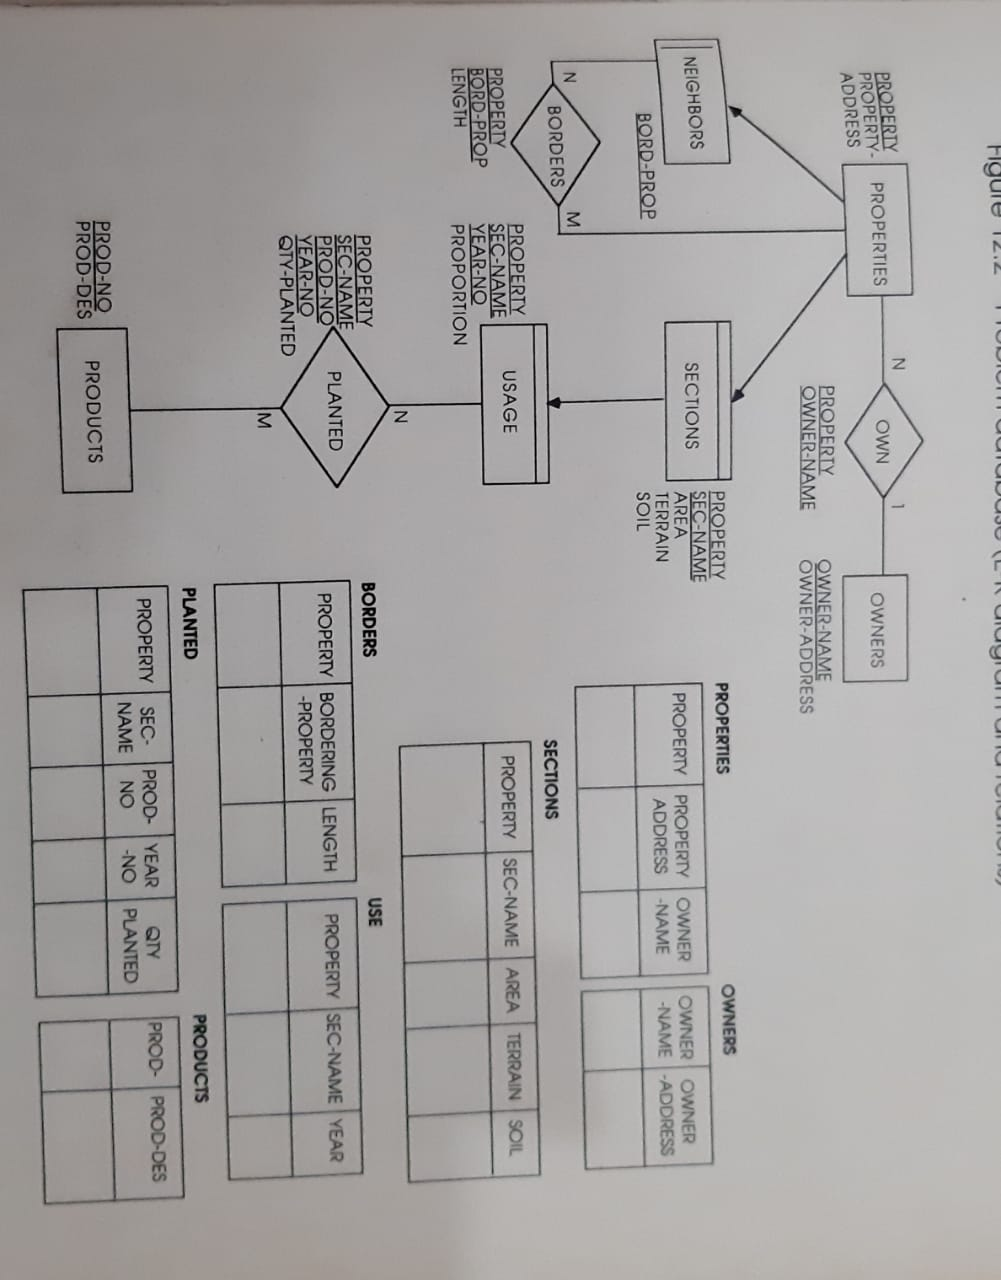 Figure 12.2
PROPERTY
PROPERTY-
ADDRESS
PROPERTIES
N
OWN
1
OWNERS
PROPERTY
OWNER-NAME
OWNER-NAME
OWNER-ADDRESS
NEIGHBORS
BORD-PROP
N
BORDERS
M
PROPERTY
BORD-PROP
LENGTH
SECTIONS
PROPERTY
SEC-NAME
AREA
TERRAIN
SOIL
PROPERTY
SEC-NAME
YEAR-NO
PROPORTION
USAGE
N
PROPERTY
SEC-NAME
PROD-NO
YEAR-NO
QTY-PLANTED
PLANTED
M
PROD-NO
PROD-DES
PRODUCTS
PROPERTIES
PROPERTY PROPERTY OWNER
ADDRESS -NAME
OWNERS
OWNER OWNER
-NAME -ADDRESS
SECTIONS
PROPERTY SEC-NAME AREA TERRAIN SOIL
BORDERS
PROPERTY BORDERING LENGTH
-PROPERTY
USE
PROPERTY SEC-NAME YEAR
PLANTED
PROPERTY SEC- PROD- YEAR QTY
NAME NO -NO PLANTED
PRODUCTS
PROD- PROD-DES